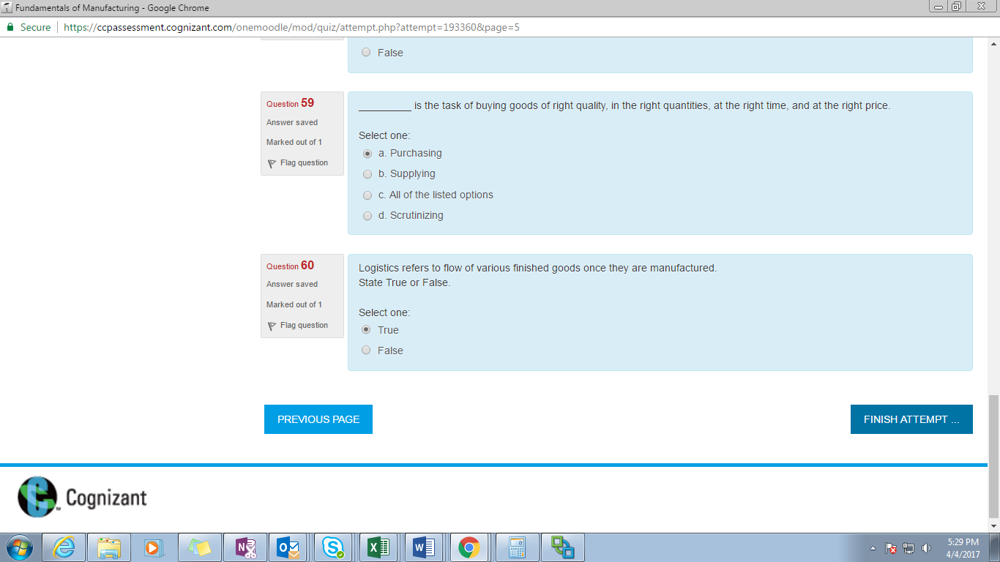 Fundamentals of Manufacturing - Google Chrome
Secure https://ccpassessment.cognizant.com/onemoodle/mod/quiz/attempt.php?attempt=193360&page=5
False
Question 59
Answer saved
Marked out of 1
Flag question
__________ is the task of buying goods of right quality, in the right quantities, at the right time, and at the right price.
Select one:
a. Purchasing
b. Supplying
c. All of the listed options
d. Scrutinizing
Question 60
Answer saved
Marked out of 1
Flag question
Logistics refers to flow of various finished goods once they are manufactured.
State True or False.
Select one:
True
False
PREVIOUS PAGE
FINISH ATTEMPT ...
Cognizant
5:29 PM
4/4/2017